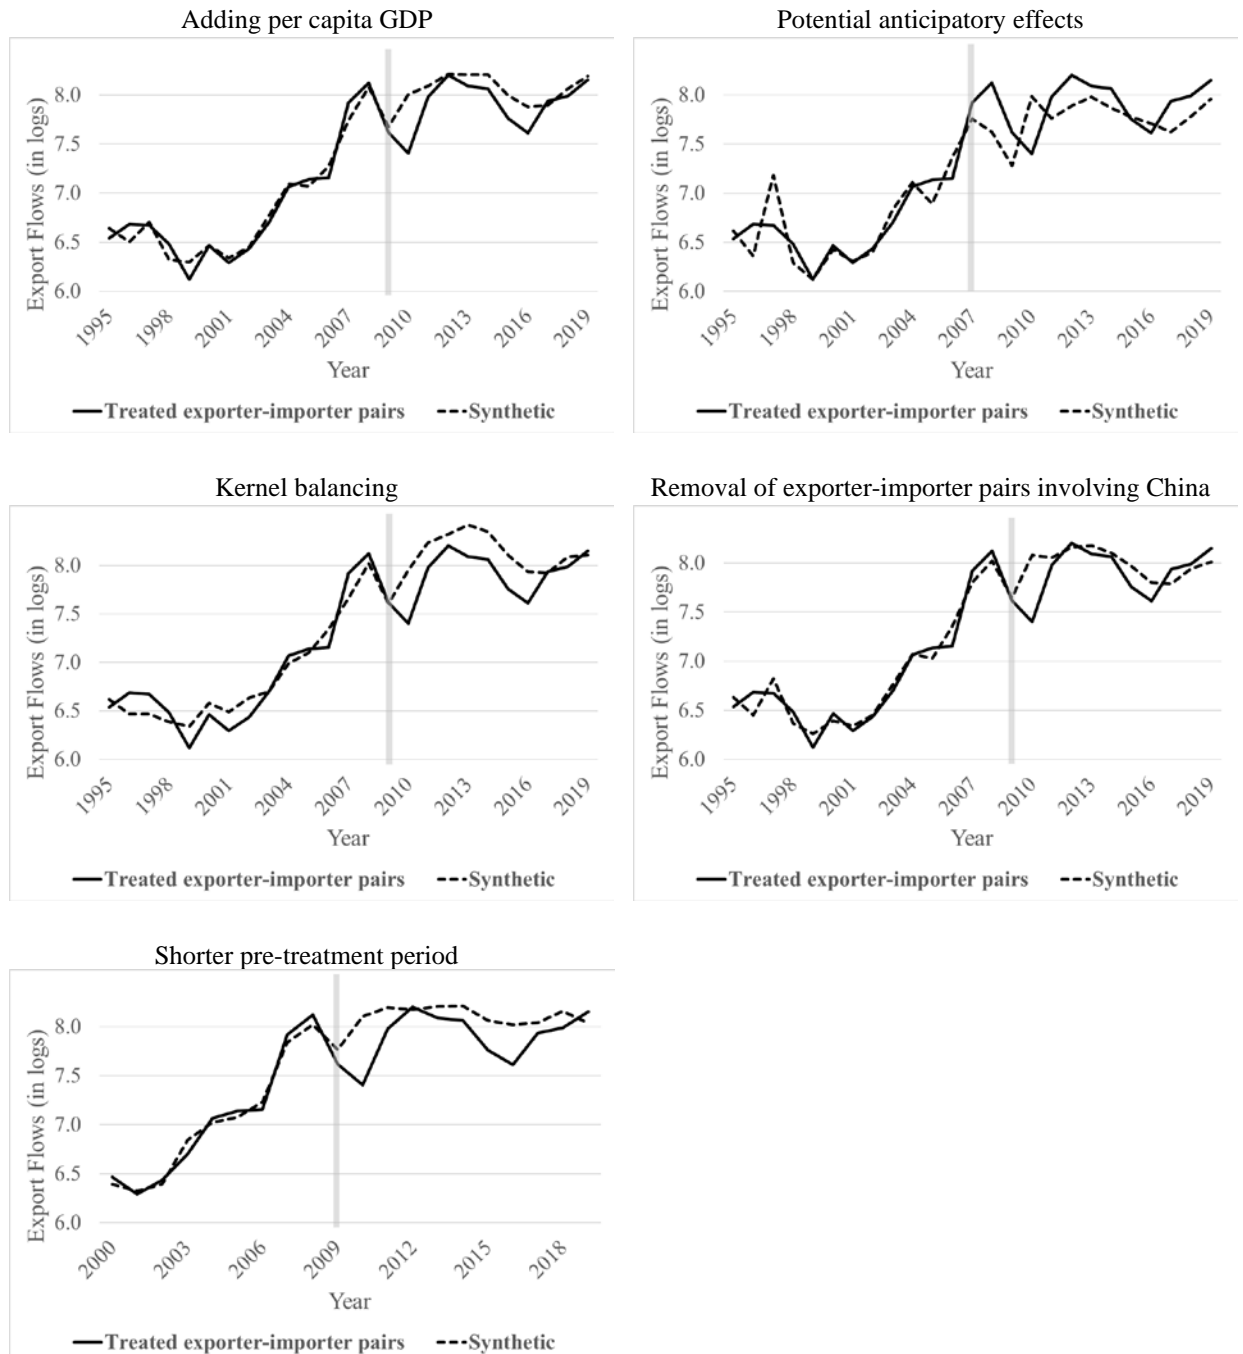 Adding per capita GDP
Export Flows (in logs)
8.0
7.5
7.0
6.5
6.0
1995
1998
2001
2004
2007
2010
2013
2016
2019
Year
Treated exporter-importer pairs
Synthetic
Potential anticipatory effects
Export Flows (in logs)
8.0
7.5
7.0
6.5
6.0
1995
1998
2001
2004
2007
2010
2013
2016
2019
Year
Treated exporter-importer pairs
Synthetic
Kernel balancing
Export Flows (in logs)
8.0
7.5
7.0
6.5
6.0
1995
1998
2001
2004
2007
2010
2013
2016
2019
Year
Treated exporter-importer pairs
Synthetic
Removal of exporter-importer pairs involving China
Export Flows (in logs)
8.0
7.5
7.0
6.5
6.0
1995
1998
2001
2004
2007
2010
2013
2016
2019
Year
Treated exporter-importer pairs
Synthetic
Shorter pre-treatment period
Export Flows (in logs)
8.0
7.5
7.0
6.5
6.0
2000
2003
2006
2009
2012
2015
2018
Year
Treated exporter-importer pairs
Synthetic